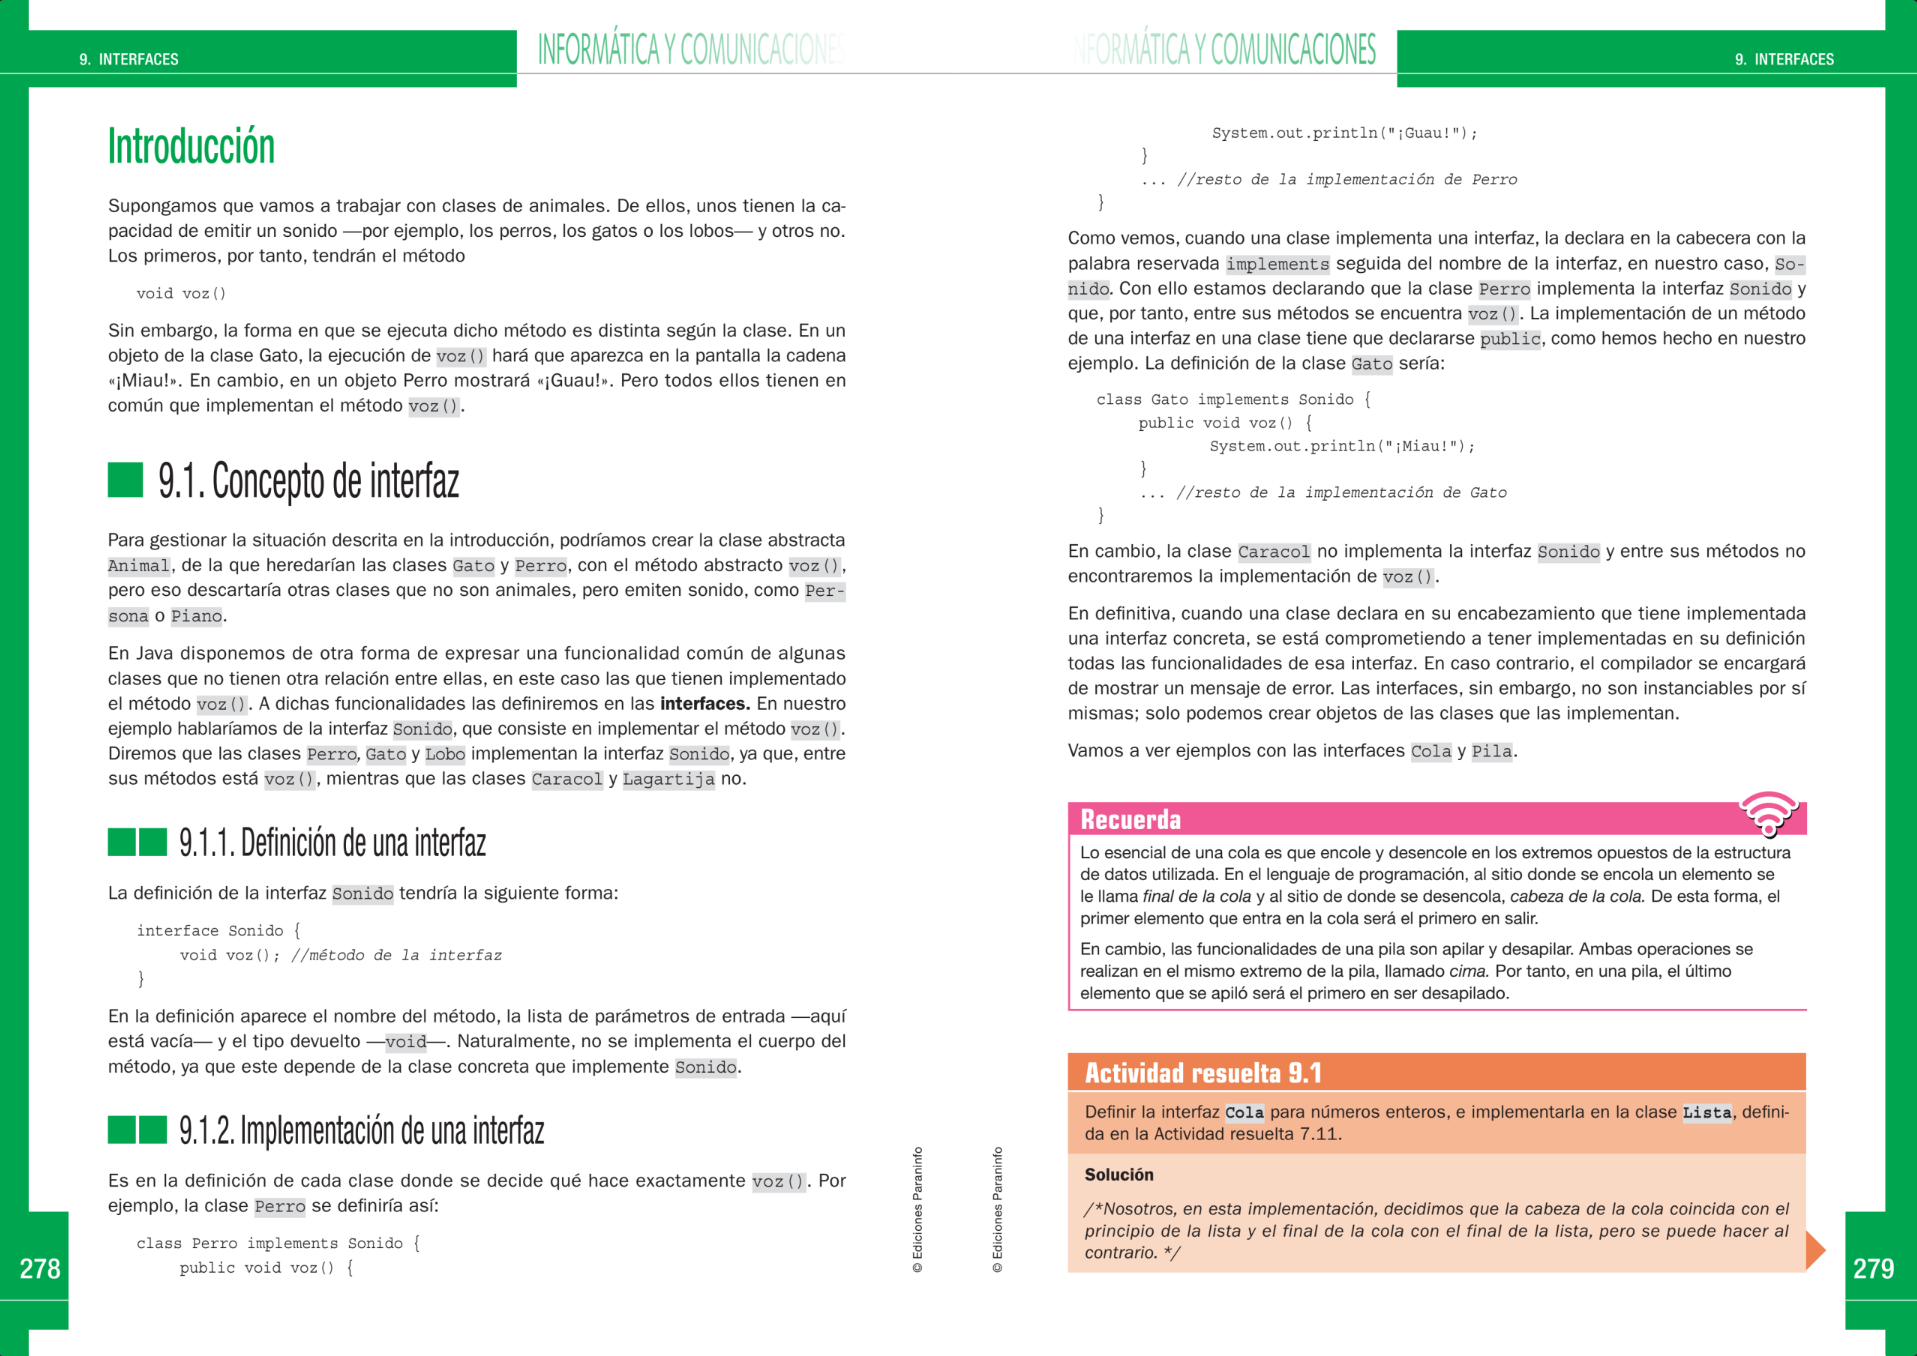 9. INTERFACES
INFORMÁTICA Y COMUNICACIONES
Introducción
Supongamos que vamos a trabajar con clases de animales. De ellos, unos tienen la ca-
pacidad de emitir un sonido —por ejemplo, los perros, los gatos o los lobos— y otros no.
Los primeros, por tanto, tendrán el método
void voz()
Sin embargo, la forma en que se ejecuta dicho método es distinta según la clase. En un
objeto de la clase Gato, la ejecución de voz() hará que aparezca en la pantalla la cadena
«¡Miau!». En cambio, en un objeto Perro mostrará «¡Guau!». Pero todos ellos tienen en
común que implementan el método voz().
9.1. Concepto de interfaz
Para gestionar la situación descrita en la introducción, podríamos crear la clase abstracta
Animal, de la que heredarían las clases Gato y Perro, con el método abstracto voz(),
pero eso descartaría otras clases que no son animales, pero emiten sonido, como Per-
sona o Piano.
En Java disponemos de otra forma de expresar una funcionalidad común de algunas
clases que no tienen otra relación entre ellas, en este caso las que tienen implementado
el método voz(). A dichas funcionalidades las definiremos en las interfaces. En nuestro
ejemplo hablaríamos de la interfaz Sonido, que consiste en implementar el método voz().
Diremos que las clases Perro, Gato y Lobo implementan la interfaz Sonido, ya que, entre
sus métodos está voz(), mientras que las clases Caracol y Lagartija no.
9.1.1. Definición de una interfaz
La definición de la interfaz Sonido tendría la siguiente forma:
interface Sonido {
void voz(); //método de la interfaz
}
En la definición aparece el nombre del método, la lista de parámetros de entrada —aquí
está vacía— y el tipo devuelto —void—. Naturalmente, no se implementa el cuerpo del
método, ya que este depende de la clase concreta que implemente Sonido.
9.1.2. Implementación de una interfaz
Es en la definición de cada clase donde se decide qué hace exactamente voz(). Por
ejemplo, la clase Perro se definiría así:
class Perro implements Sonido {
public void voz() {
© Ediciones Paraninfo
278
INFORMÁTICA Y COMUNICACIONES
9. INTERFACES
System.out.println("¡Guau!");
}
... //resto de la implementación de Perro
}
Como vemos, cuando una clase implementa una interfaz, la declara en la cabecera con la
palabra reservada implements seguida del nombre de la interfaz, en nuestro caso, So-
nido. Con ello estamos declarando que la clase Perro implementa la interfaz Sonido y
que, por tanto, entre sus métodos se encuentra voz(). La implementación de un método
de una interfaz en una clase tiene que declararse public, como hemos hecho en nuestro
ejemplo. La definición de la clase Gato sería:
class Gato implements Sonido {
public void voz() {
System.out.println("¡Miau!");
}
... //resto de la implementación de Gato
}
En cambio, la clase Caracol no implementa la interfaz Sonido y entre sus métodos no
encontraremos la implementación de voz().
En definitiva, cuando una clase declara en su encabezamiento que tiene implementada
una interfaz concreta, se está comprometiendo a tener implementadas en su definición
todas las funcionalidades de esa interfaz. En caso contrario, el compilador se encargará
de mostrar un mensaje de error. Las interfaces, sin embargo, no son instanciables por sí
mismas; solo podemos crear objetos de las clases que las implementan.
Vamos a ver ejemplos con las interfaces Cola y Pila.
Recuerda
Lo esencial de una cola es que encole y desencole en los extremos opuestos de la estructura
de datos utilizada. En el lenguaje de programación, al sitio donde se encola un elemento se
le llama final de la cola y al sitio de donde se desencola, cabeza de la cola. De esta forma, el
primer elemento que entra en la cola será el primero en salir.
En cambio, las funcionalidades de una pila son apilar y desapilar. Ambas operaciones se
realizan en el mismo extremo de la pila, llamado cima. Por tanto, en una pila, el último
elemento que se apiló será el primero en ser desapilado.
Actividad resuelta 9.1
Definir la interfaz Cola para números enteros, e implementarla en la clase Lista, defini-
da en la Actividad resuelta 7.11.
Solución
/*Nosotros, en esta implementación, decidimos que la cabeza de la cola coincida con el
principio de la lista y el final de la cola con el final de la lista, pero se puede hacer al
contrario. */
© Ediciones Paraninfo
279